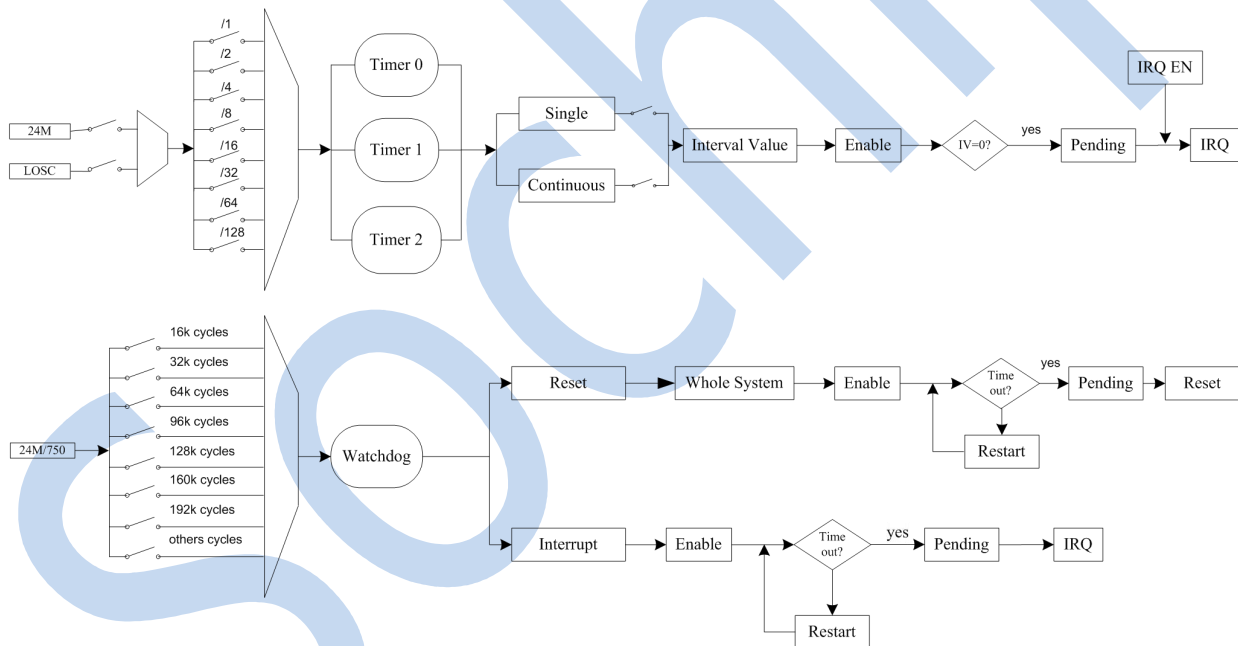 /1
/2
/4
/8
/16
/32
/64
/128
24M
LOSC
Timer 0
Timer 1
Timer 2
Single
Continuous
Interval Value
Enable
IV=0?
yes
Pending
IRQ EN
IRQ
16k cycles
32k cycles
64k cycles
96k cycles
128k cycles
160k cycles
192k cycles
others cycles
24M/750
Watchdog
Reset
Whole System
Enable
Time
out?
yes
Pending
Reset
Restart
Interrupt
Enable
Time
out?
yes
Pending
IRQ
Restart